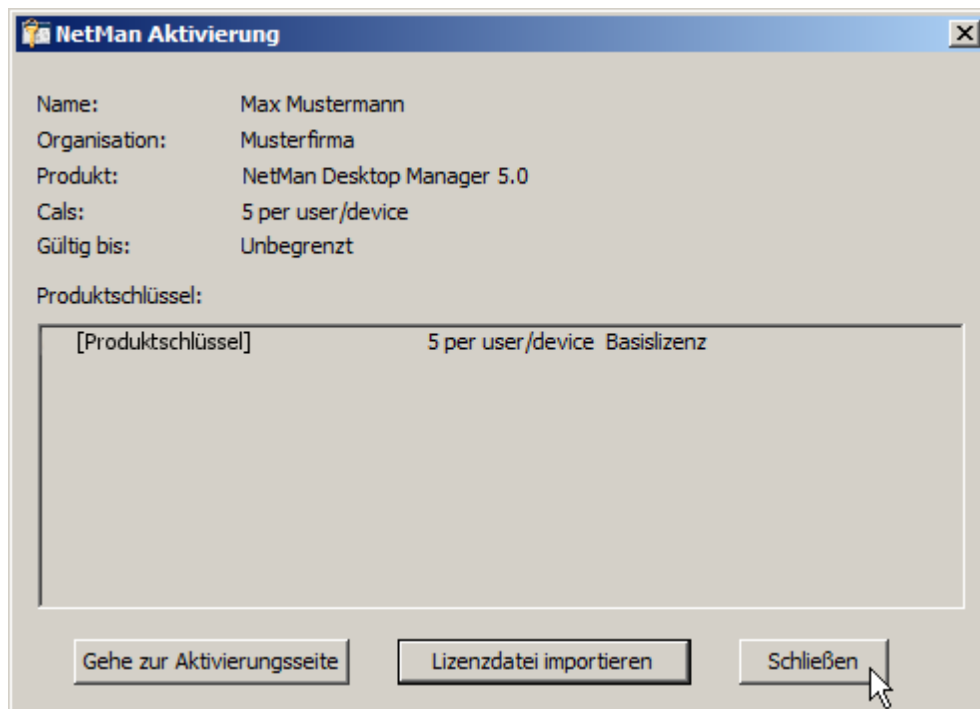 NetMan Aktivierung
Name: Max Mustermann
Organisation: Musterfirma
Produkt: NetMan Desktop Manager 5.0
Cals: 5 per user/device
Gültig bis: Unbegrenzt
Produktschlüssel:
[Produktschlüssel] 5 per user/device Basislizenz
Gehe zur Aktivierungsseite Lizenzdatei importieren Schließen